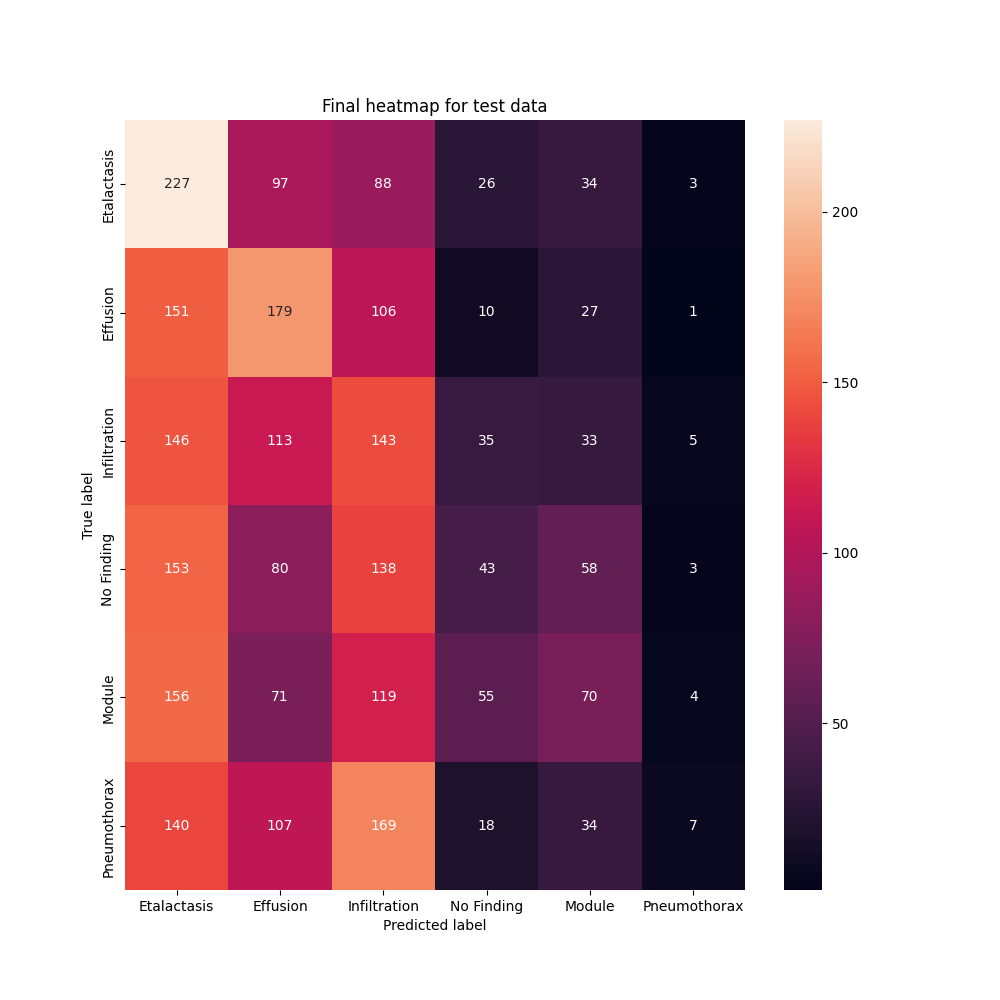 Final heatmap for test data
True label
Etalactasis 227 97 88 26 34 3
Effusion 151 179 106 10 27 1
Infiltration 146 113 143 35 33 5
No Finding 153 80 138 43 58 3
Module 156 71 119 55 70 4
Pneumothorax 140 107 169 18 34 7
Etalactasis Effusion Infiltration No Finding Module Pneumothorax
Predicted label
200
150
100
50